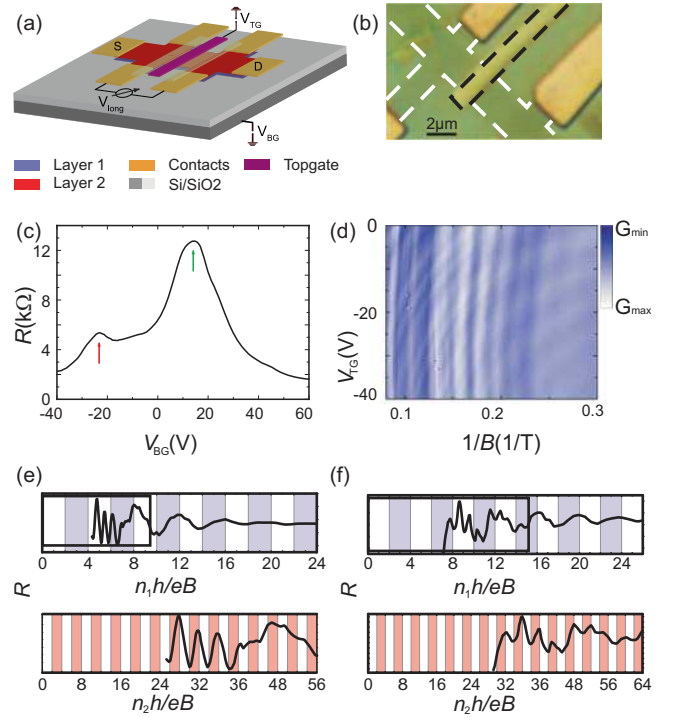 (a)
V_TG
S
D
V_long
V_BG
Layer 1
Contacts
Topgate
Layer 2
Si/SiO2
(b)
2μm
(c)
12
8
4
0
R(kΩ)
-40
-20
0
20
40
60
V_BG(V)
(d)
0
-20
-40
V_TG(V)
0.1
0.2
0.3
1/B(1/T)
G_min
G_max
(e)
0 4 8 12 16 20 24
n_1h/eB
R
0 8 16 24 32 40 48 56
n_2h/eB
(f)
0 4 8 12 16 20 24
n_1h/eB
R
0 8 16 24 32 40 48 56 64
n_2h/eB